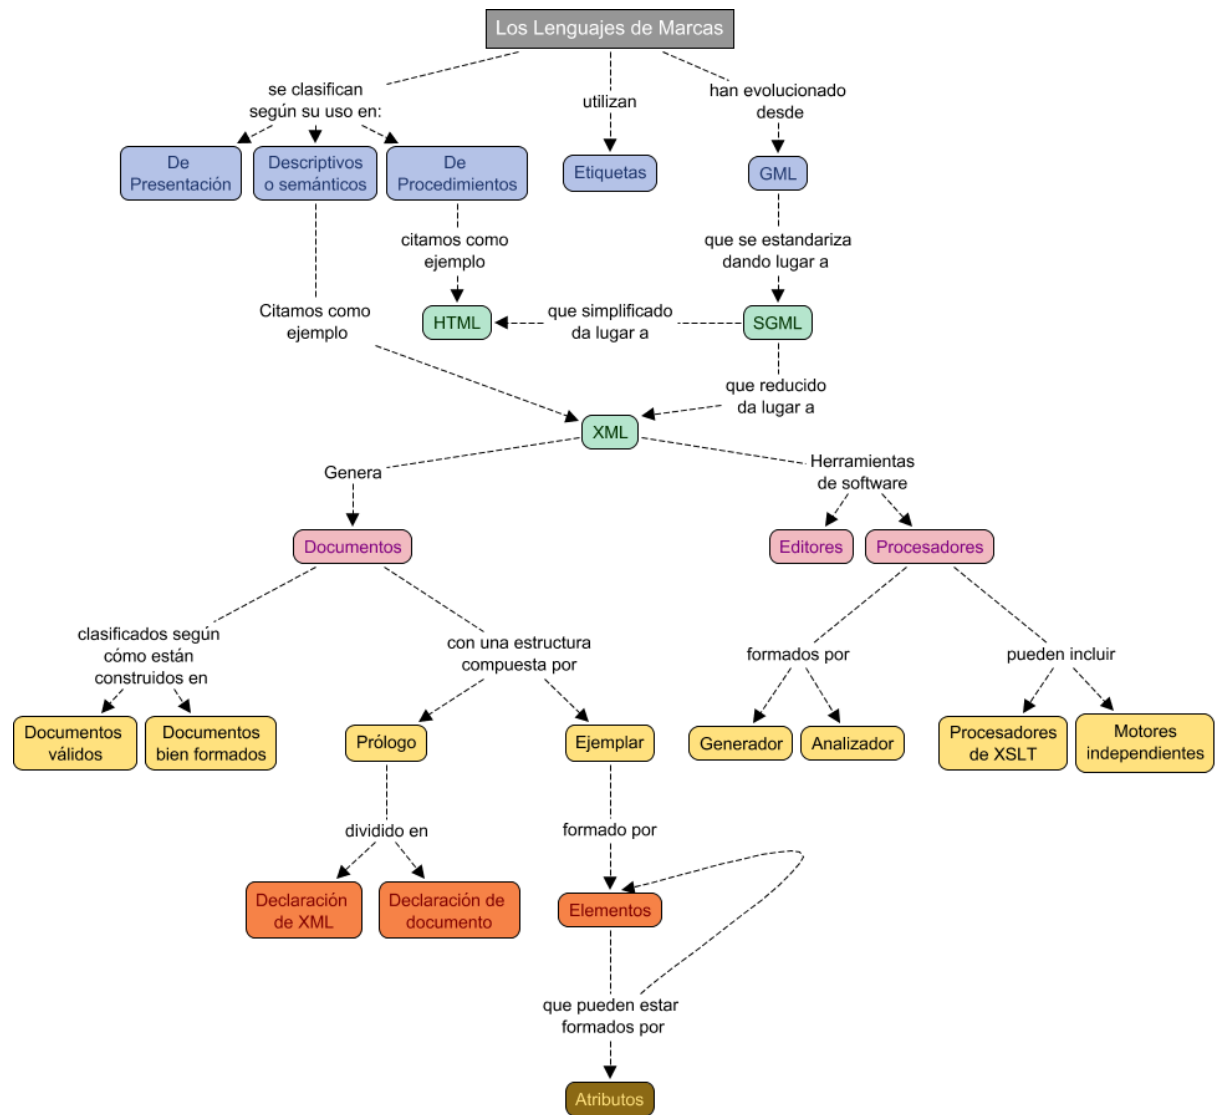 Los Lenguajes de Marcas
se clasifican
según su uso en:
utilizan
han evolucionado
desde
De
Presentación
Descriptivos
o semánticos
De
Procedimientos
Etiquetas
GML
citamos como
ejemplo
que se estandariza
dando lugar a
Citamos como
ejemplo
HTML
que simplificado
da lugar a
SGML
que reducido
da lugar a
XML
Genera
Herramientas
de software
Documentos
Editores
Procesadores
clasificados según
cómo están
construidos en
con una estructura
compuesta por
formados por
pueden incluir
Documentos
válidos
Documentos
bien formados
Prólogo
Ejemplar
Generador
Analizador
Procesadores
de XSLT
Motores
independientes
dividido en
formado por
Declaración
de XML
Declaración de
documento
Elementos
que pueden estar
formados por
Atributos